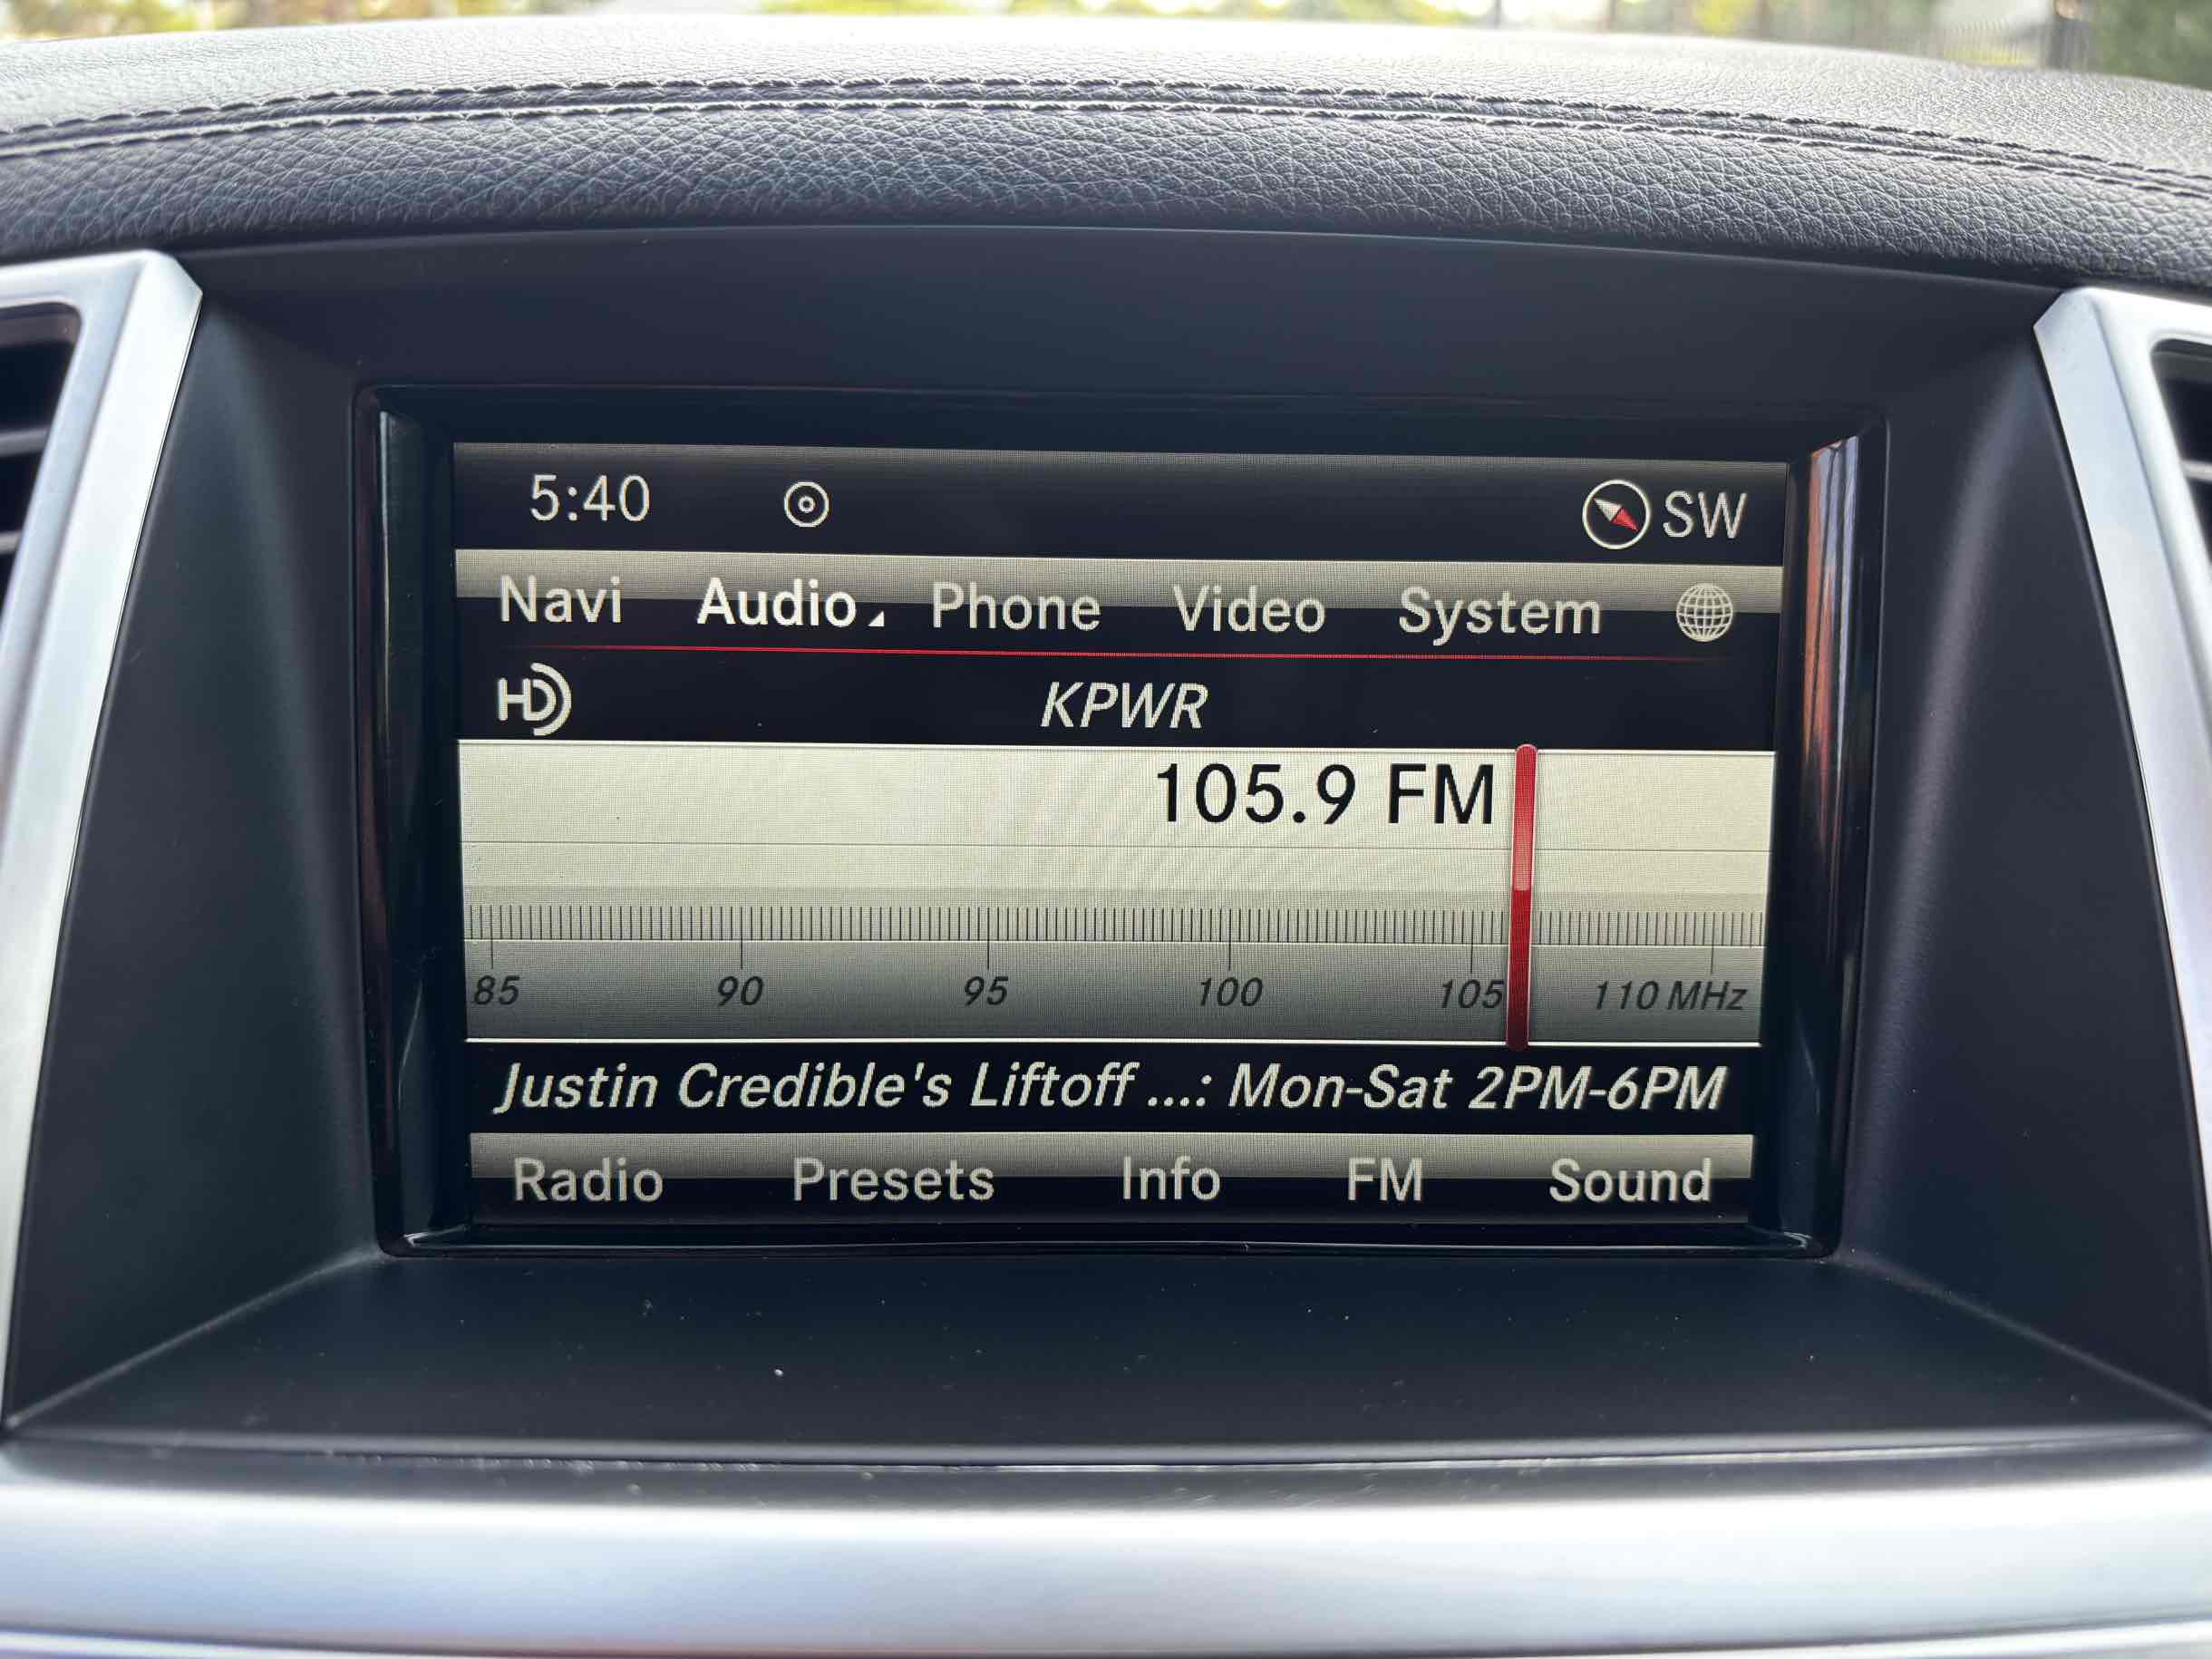 5:40 SW
Navi Audio Phone Video System
HD KPWR
105.9 FM
85 90 95 100 105 110 MHz
Justin Credible's Liftoff ...: Mon-Sat 2PM-6PM
Radio Presets Info FM Sound